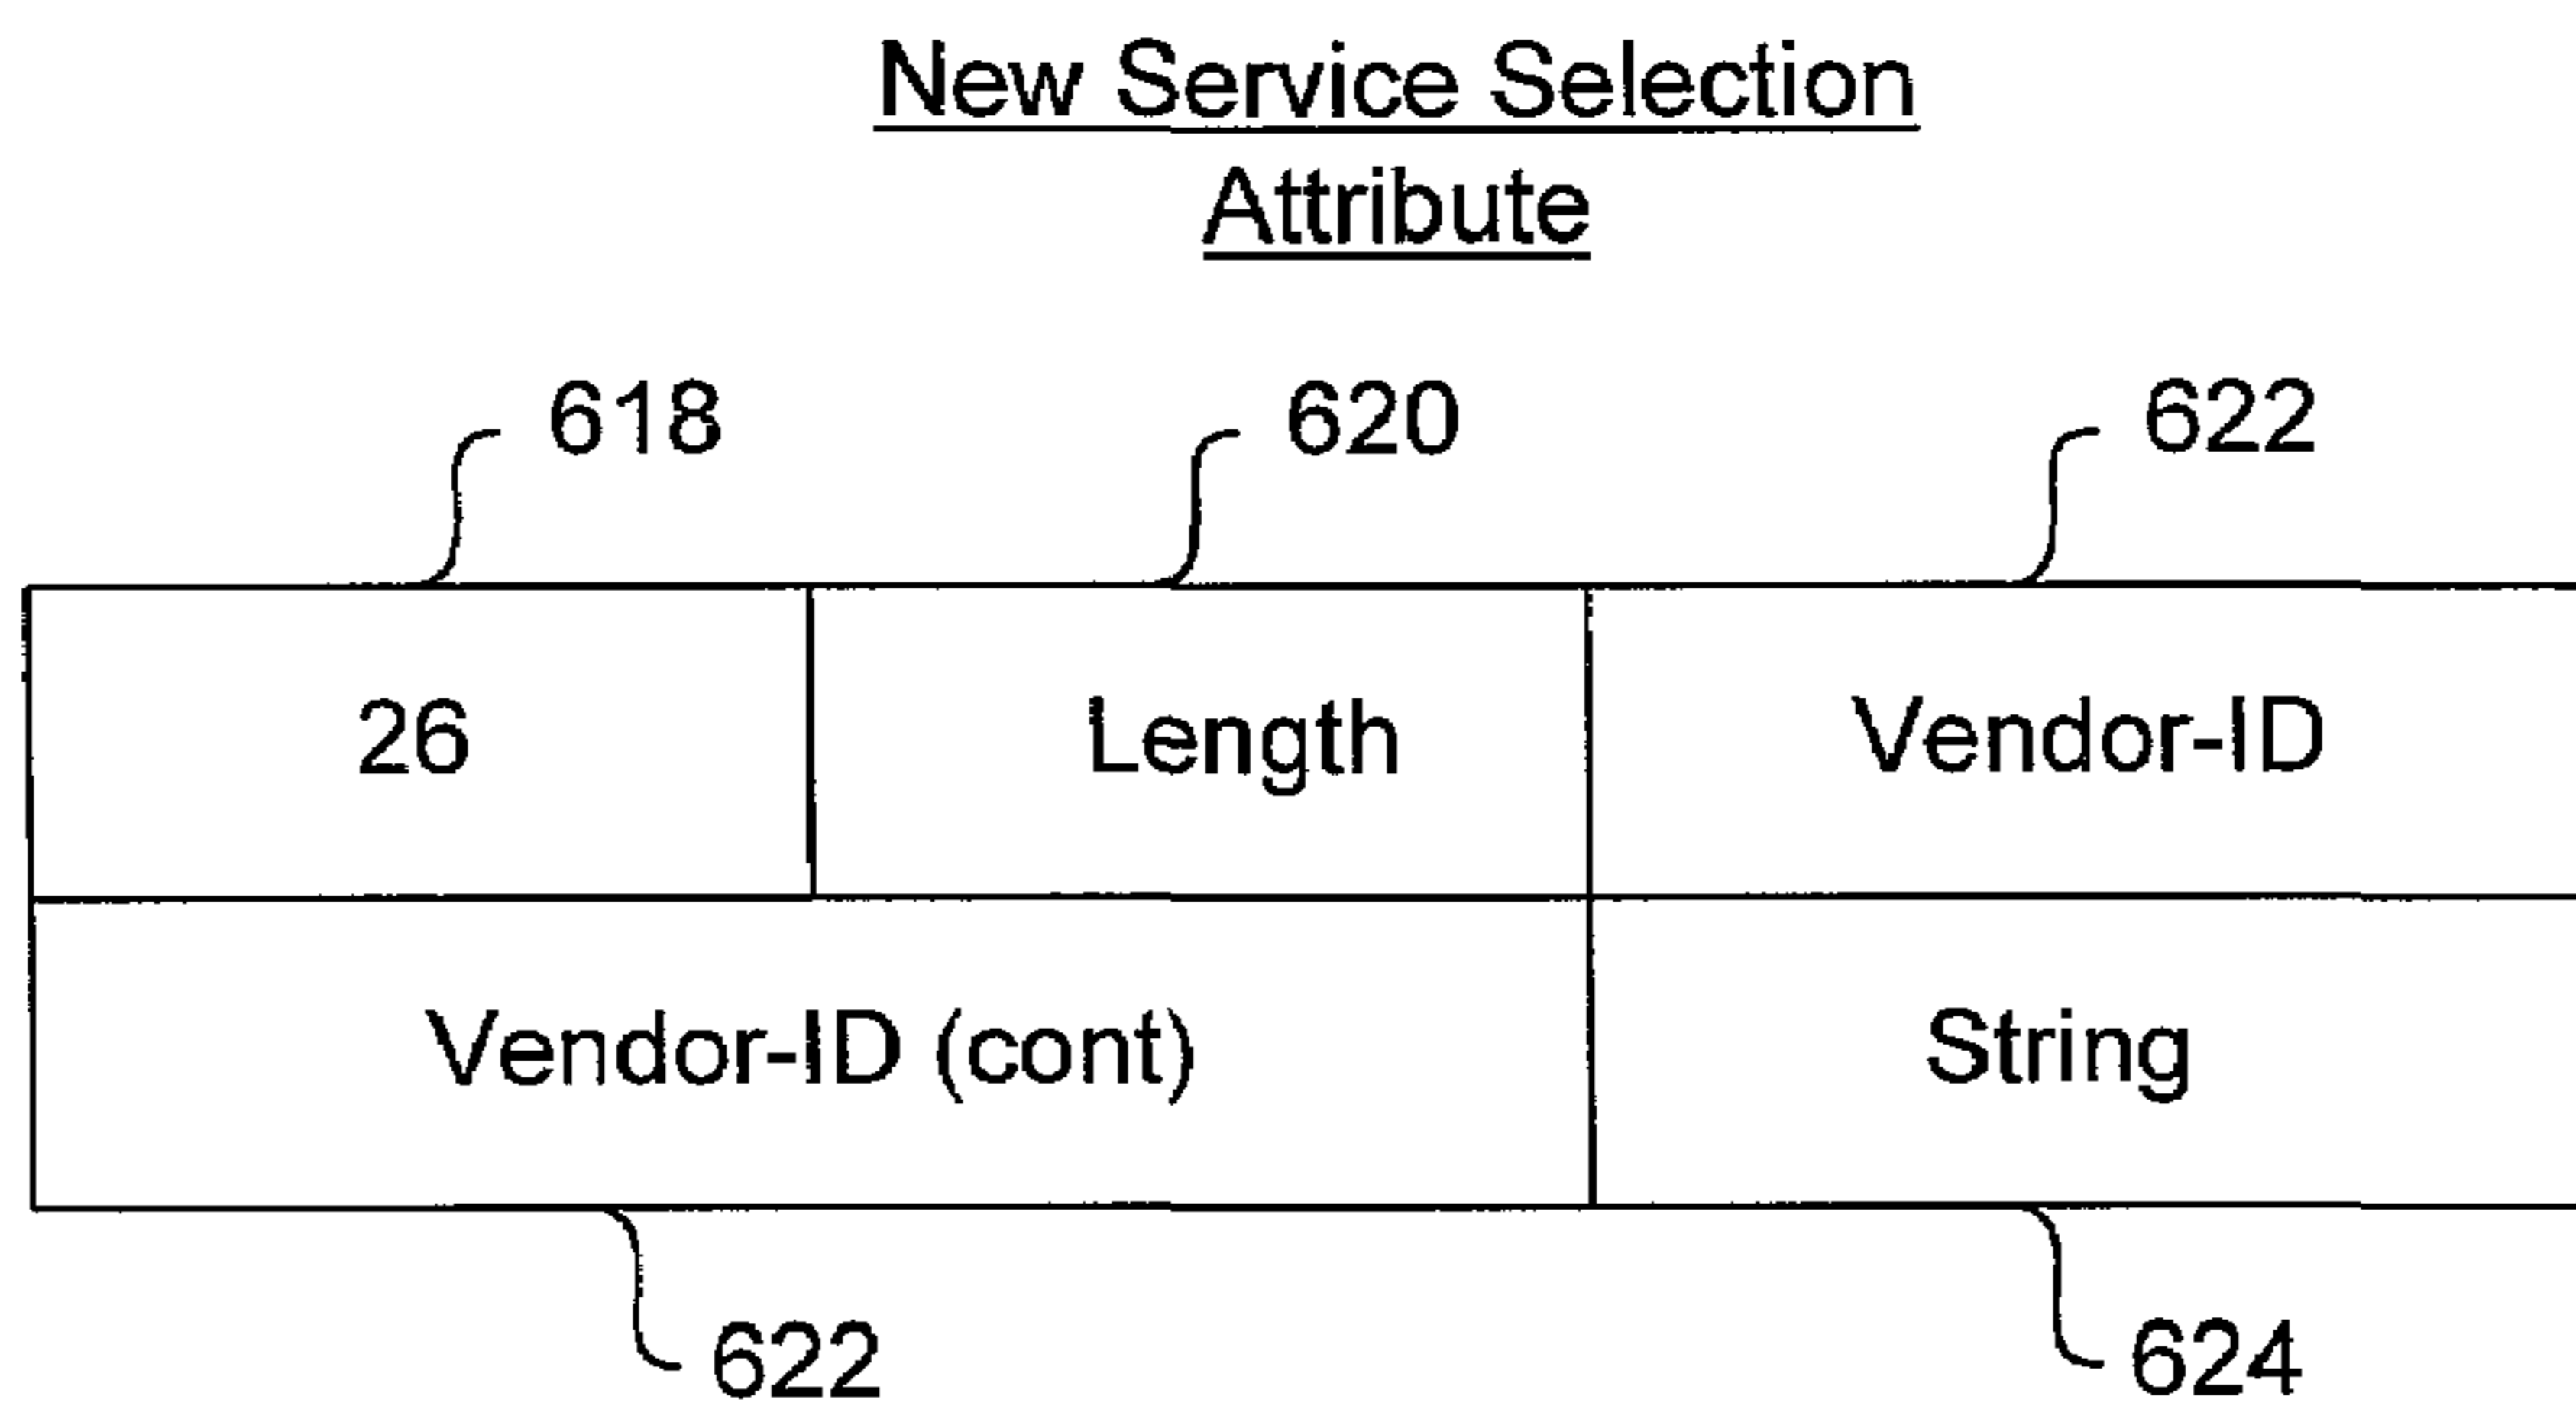 New Service Selection
Attribute
618 620 622
26 Length Vendor-ID
Vendor-ID (cont) String
622 624